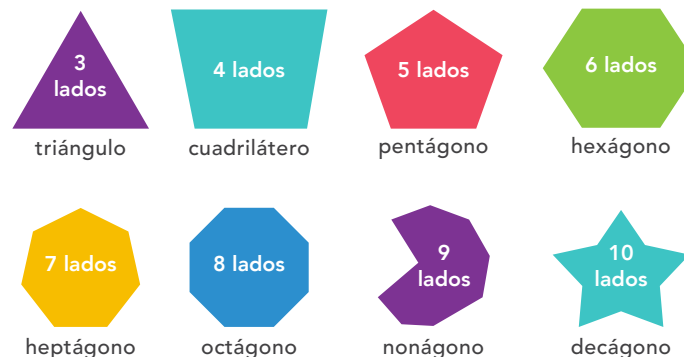 3
lados
4 lados
5 lados
6 lados
triángulo
cuadrilátero
pentágono
hexágono
7 lados
8 lados
9
lados
10
lados
heptágono
octágono
nonágono
decágono